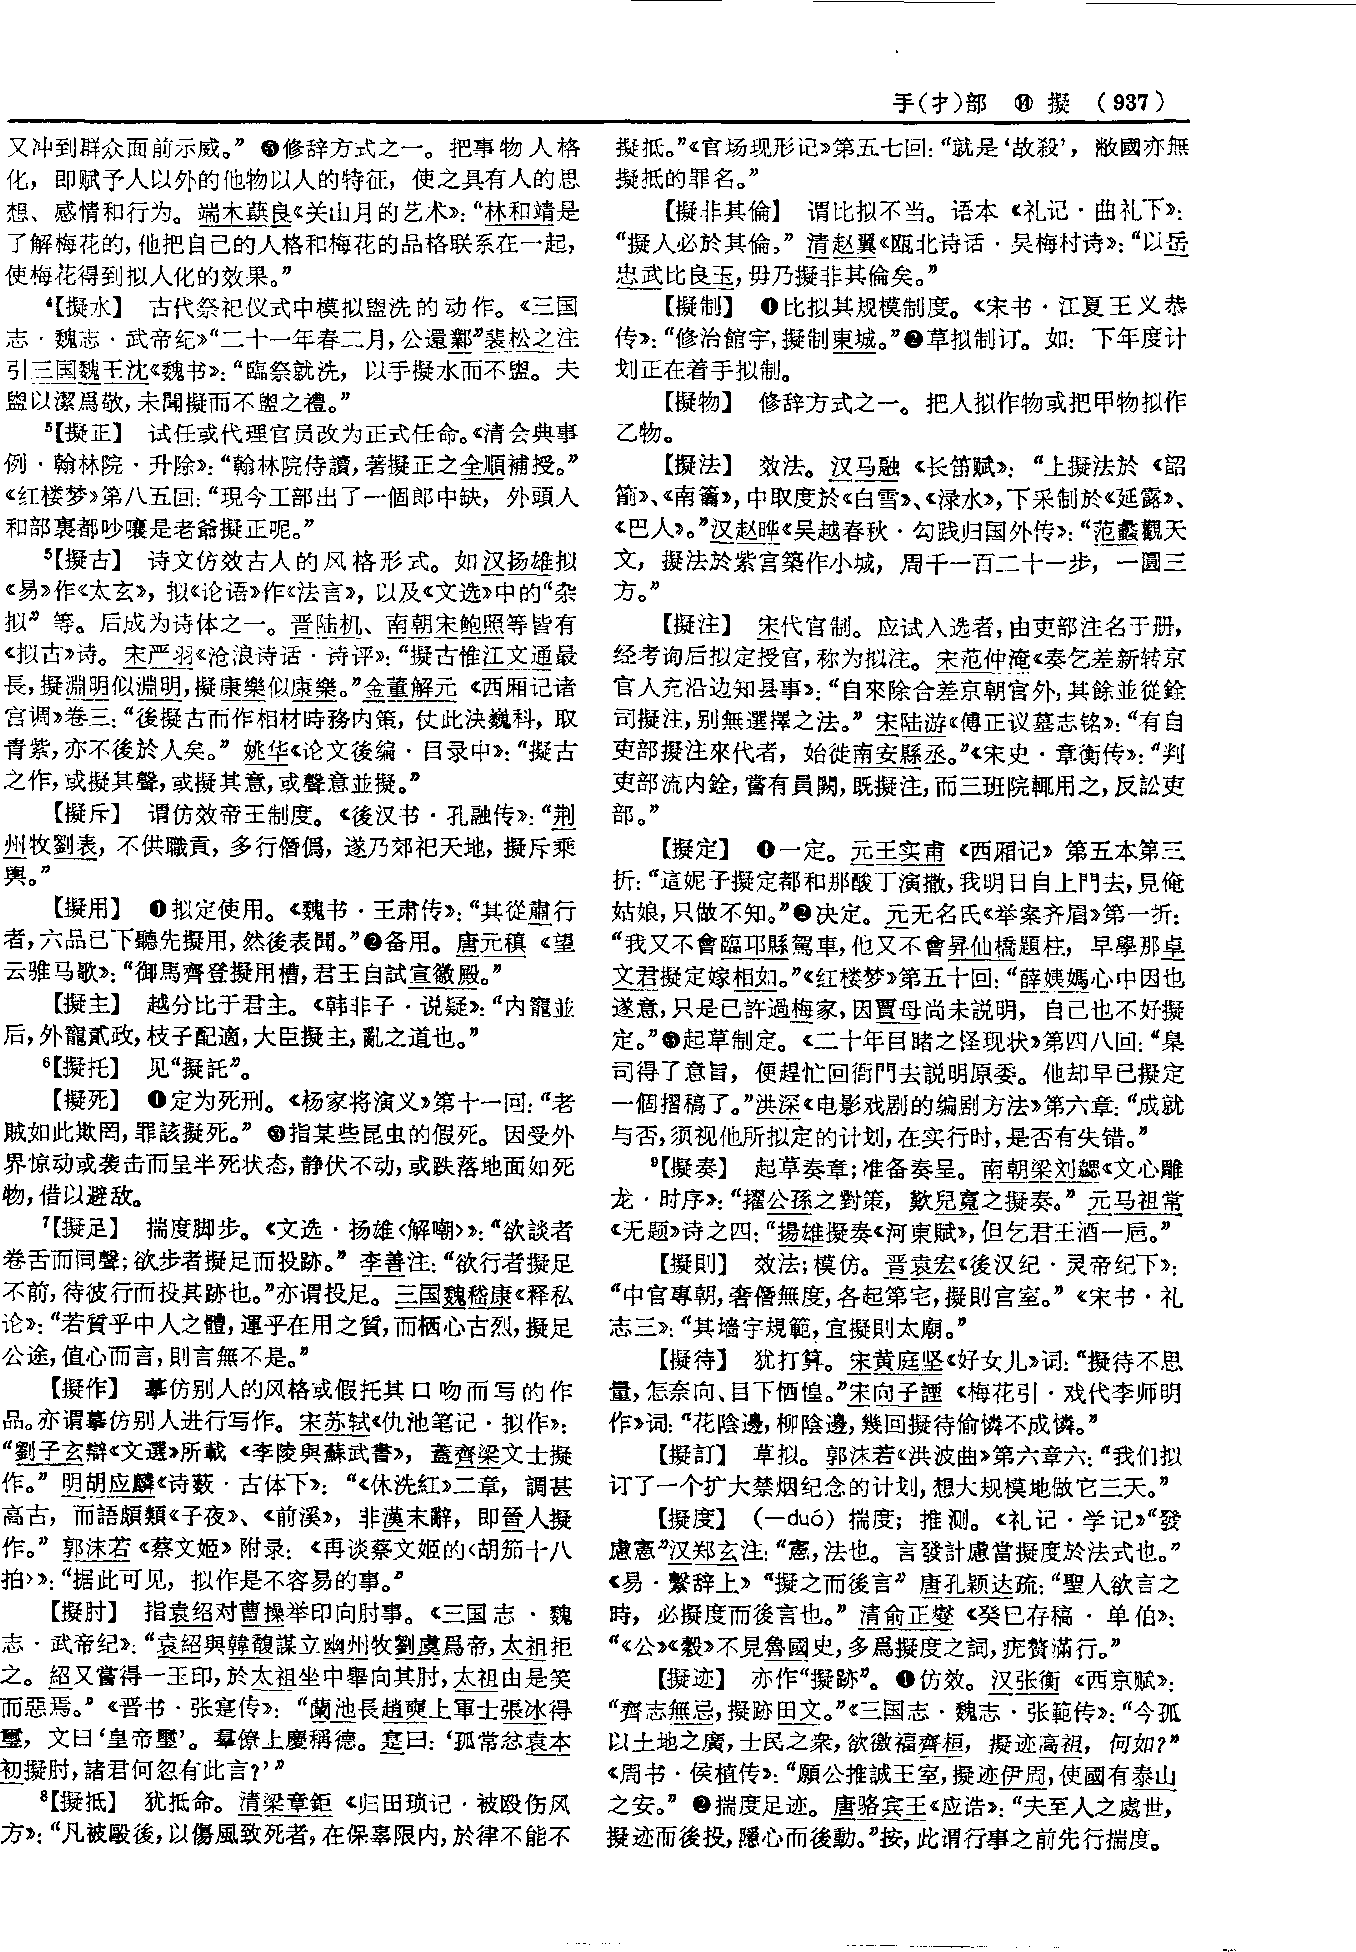 手(扌)部 ⓮ 擬 (937)
又冲到群众面前示威。”❺修辞方式之一。把事物人格
化，即赋予人以外的他物以人的特征，使之具有人的思
想、感情和行为。端木蕻良《关山月的艺术》：“林和靖是
了解梅花的，他把自己的人格和梅花的品格联系在一起，
使梅花得到拟人化的效果。”
⁴【擬水】 古代祭祀仪式中模拟盥洗的动作。《三国
志·魏志·武帝纪》“二十一年春二月，公還鄴”裴松之注
引三国魏王沈《魏书》：“臨祭就洗，以手擬水而不盥。夫
盥以潔爲敬，未聞擬而不盥之禮。”
⁵【擬正】 试任或代理官员改为正式任命。《清会典事
例·翰林院·升除》：“翰林院侍讀，著擬正之全順補授。”
《红楼梦》第八五回：“現今工部出了一個郎中缺，外頭人
和部裏都吵嚷是老爺擬正呢。”
⁵【擬古】 诗文仿效古人的风格形式。如汉扬雄拟
《易》作《太玄》，拟《论语》作《法言》，以及《文选》中的“杂
拟”等。后成为诗体之一。晋陆机、南朝宋鲍照等皆有
《拟古》诗。宋严羽《沧浪诗话·诗评》：“擬古惟江文通最
長，擬淵明似淵明，擬康樂似康樂。”金董解元《西厢记诸
宫调》卷三：“後擬古而作相材時務内策，仗此决巍科，取
青紫，亦不後於人矣。”姚华《论文後编·目录中》：“擬古
之作，或擬其聲，或擬其意，或聲意並擬。”
【擬斥】 谓仿效帝王制度。《後汉书·孔融传》：“荆
州牧劉表，不供職貢，多行僭僞，遂乃郊祀天地，擬斥乘
輿。”
【擬用】 ❶拟定使用。《魏书·王肃传》：“其從肅行
者，六品已下聽先擬用，然後表聞。”❷备用。唐元稹《望
云骓马歌》：“御馬齊登擬用槽，君王自試宣徽殿。”
【擬主】 越分比于君主。《韩非子·说疑》：“内寵並
后，外寵貳政，枝子配適，大臣擬主，亂之道也。”
⁶【擬托】 见“擬託”。
【擬死】 ❶定为死刑。《杨家将演义》第十一回：“老
賊如此欺罔，罪該擬死。”❷指某些昆虫的假死。因受外
界惊动或袭击而呈半死状态，静伏不动，或跌落地面如死
物，借以避敌。
⁷【擬足】 揣度脚步。《文选·扬雄〈解嘲〉》：“欲談者
卷舌而同聲；欲步者擬足而投跡。”李善注：“欲行者擬足
不前，待彼行而投其跡也。”亦谓投足。三国魏嵇康《释私
论》：“若質乎中人之體，運乎在用之質，而栖心古烈，擬足
公途，值心而言，則言無不是。”
【擬作】 摹仿别人的风格或假托其口吻而写的作
品。亦谓摹仿别人进行写作。宋苏轼《仇池笔记·拟作》：
“劉子玄辯《文選》所載《李陵與蘇武書》，蓋齊梁文士擬
作。”明胡应麟《诗薮·古体下》：“《休洗紅》二章，調甚
高古，而語頗類《子夜》、《前溪》，非漢末辭，即晉人擬
作。”郭沫若《蔡文姬》附录：《再谈蔡文姬的〈胡笳十八
拍〉》：“据此可见，拟作是不容易的事。”
【擬肘】 指袁绍对曹操举印向肘事。《三国志·魏
志·武帝纪》：“袁紹與韓馥謀立幽州牧劉虞爲帝，太祖拒
之。紹又嘗得一玉印，於太祖坐中舉向其肘，太祖由是笑
而惡焉。”《晋书·张寔传》：“蘭池長趙奭上軍士張冰得
璽，文曰‘皇帝璽’。羣僚上慶稱德。寔曰：‘孤常忿袁本
初擬肘，諸君何忽有此言？’”
⁸【擬抵】 犹抵命。清梁章鉅《归田琐记·被殴伤风
方》：“凡被毆後，以傷風致死者，在保辜限内，於律不能不
擬抵。”《官场现形记》第五七回：“就是‘故殺’，敝國亦無
擬抵的罪名。”
【擬非其倫】 谓比拟不当。语本《礼记·曲礼下》：
“擬人必於其倫，”清赵翼《瓯北诗话·吴梅村诗》：“以岳
忠武比良玉，毋乃擬非其倫矣。”
【擬制】 ❶比拟其规模制度。《宋书·江夏王义恭
传》：“修治館宇，擬制東城。”❷草拟制订。如：下年度计
划正在着手拟制。
【擬物】 修辞方式之一。把人拟作物或把甲物拟作
乙物。
【擬法】 效法。汉马融《长笛赋》：“上擬法於《韶
箾》、《南籥》，中取度於《白雪》、《渌水》，下采制於《延露》、
《巴人》。”汉赵晔《吴越春秋·勾践归国外传》：“范蠡觀天
文，擬法於紫宮築作小城，周千一百二十一步，一圓三
方。”
【擬注】 宋代官制。应试入选者，由吏部注名于册，
经考询后拟定授官，称为拟注。宋范仲淹《奏乞差新转京
官人充沿边知县事》：“自來除合差京朝官外，其餘並從銓
司擬注，别無選擇之法。”宋陆游《傅正议墓志铭》：“有自
吏部擬注來代者，始徙南安縣丞。”《宋史·章衡传》：“判
吏部流内銓，嘗有員闕，既擬注，而三班院輒用之，反訟吏
部。”
【擬定】 ❶一定。元王实甫《西厢记》第五本第三
折：“這妮子擬定都和那酸丁演撒，我明日自上門去，見俺
姑娘，只做不知。”❷决定。元无名氏《举案齐眉》第一折：
“我又不會臨邛縣駕車，他又不會昇仙橋題柱，早學那卓
文君擬定嫁相如。”《红楼梦》第五十回：“薛姨媽心中因也
遂意，只是已許過梅家，因賈母尚未説明，自己也不好擬
定。”❸起草制定。《二十年目睹之怪现状》第四八回：“臬
司得了意旨，便趕忙回衙門去説明原委。他却早已擬定
一個摺稿了。”洪深《电影戏剧的编剧方法》第六章：“成就
与否，须视他所拟定的计划，在实行时，是否有失错。”
⁹【擬奏】 起草奏章；准备奏呈。南朝梁刘勰《文心雕
龙·时序》：“擢公孫之對策，歎兒寬之擬奏。”元马祖常
《无题》诗之四：“揚雄擬奏《河東賦》，但乞君王酒一卮。”
【擬則】 效法；模仿。晋袁宏《後汉纪·灵帝纪下》：
“中官專朝，奢僭無度，各起第宅，擬則宫室。”《宋书·礼
志三》：“其墻宇規範，宜擬則太廟。”
【擬待】 犹打算。宋黄庭坚《好女儿》词：“擬待不思
量，怎奈向、目下恓惶。”宋向子諲《梅花引·戏代李师明
作》词：“花陰邊，柳陰邊，幾回擬待偷憐不成憐。”
【擬訂】 草拟。郭沫若《洪波曲》第六章六：“我们拟
订了一个扩大禁烟纪念的计划，想大规模地做它三天。”
【擬度】 （—duó）揣度；推测。《礼记·学记》“發
慮憲”汉郑玄注：“憲，法也。言發計慮當擬度於法式也。”
《易·繫辞上》“擬之而後言”唐孔颖达疏：“聖人欲言之
時，必擬度而後言也。”清俞正燮《癸巳存稿·单伯》：
“《公》《穀》不見魯國史，多爲擬度之詞，疣贅滿行。”
【擬迹】 亦作“擬跡”。❶仿效。汉张衡《西京赋》：
“齊志無忌，擬跡田文。”《三国志·魏志·张範传》：“今孤
以土地之廣，士民之衆，欲徼福齊桓，擬迹高祖，何如？”
《周书·侯植传》：“願公推誠王室，擬迹伊周，使國有泰山
之安。”❷揣度足迹。唐骆宾王《应诰》：“夫至人之處世，
擬迹而後投，隱心而後動。”按，此谓行事之前先行揣度。